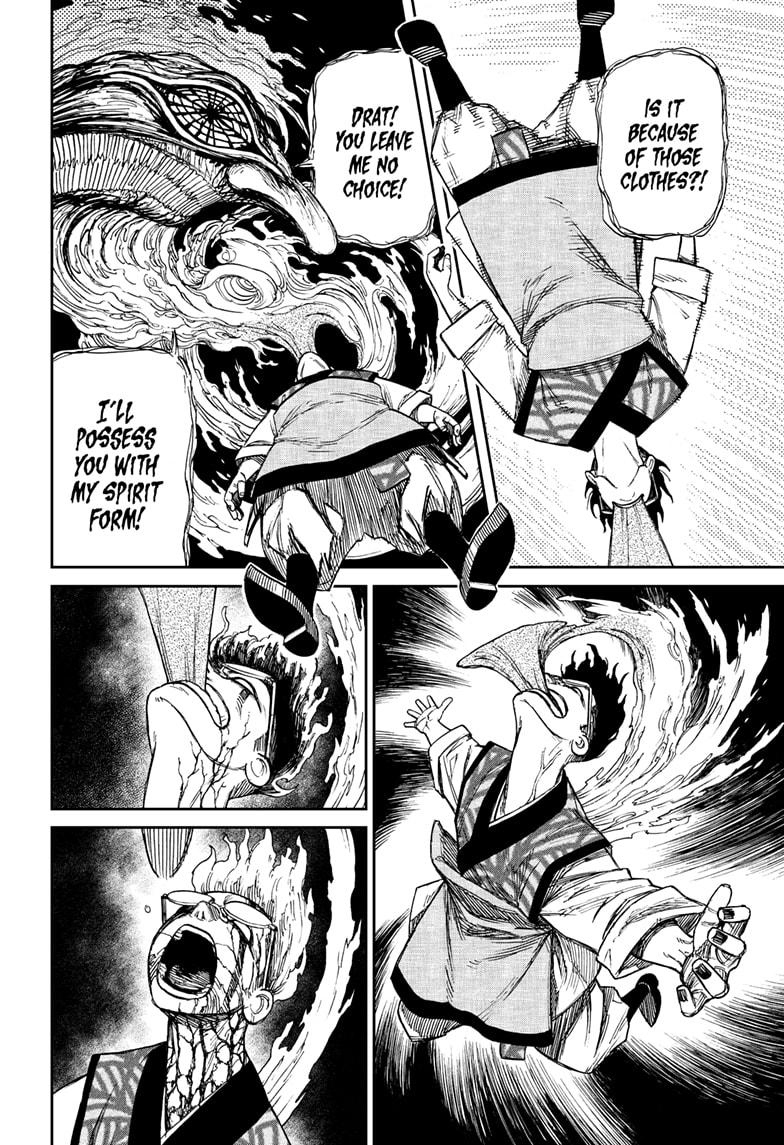 IS IT
BECAUSE
OF THOSE
CLOTHES?!
DRAT!
YOU LEAVE
ME NO
CHOICE!
I'LL
POSSESS
YOU WITH
MY SPIRIT
FORM!